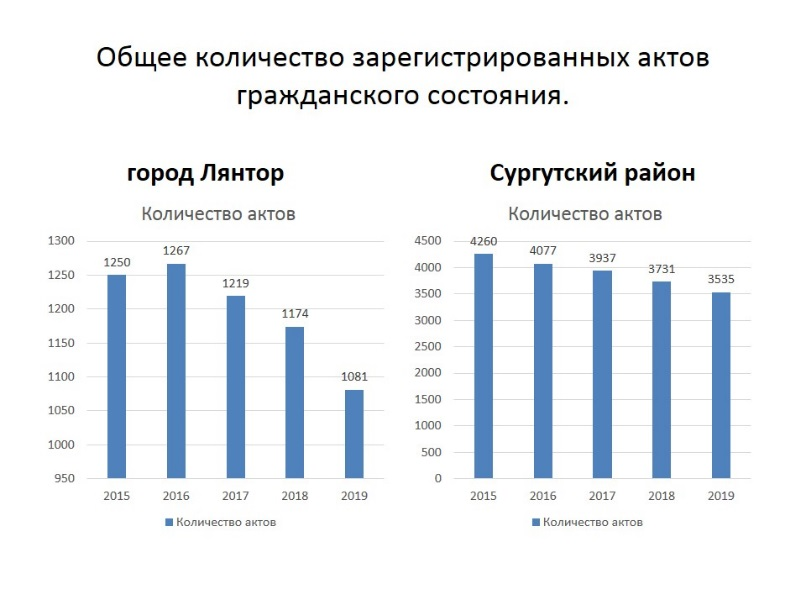 Общее количество зарегистрированных актов
гражданского состояния.
город Лянтор
Количество актов
1300
1250
1200
1150
1100
1050
1000
950
1250
1267
1219
1174
1081
2015 2016 2017 2018 2019
Количество актов
Сургутский район
Количество актов
4500
4000
3500
3000
2500
2000
1500
1000
500
0
4260
4077
3937
3731
3535
2015 2016 2017 2018 2019
Количество актов